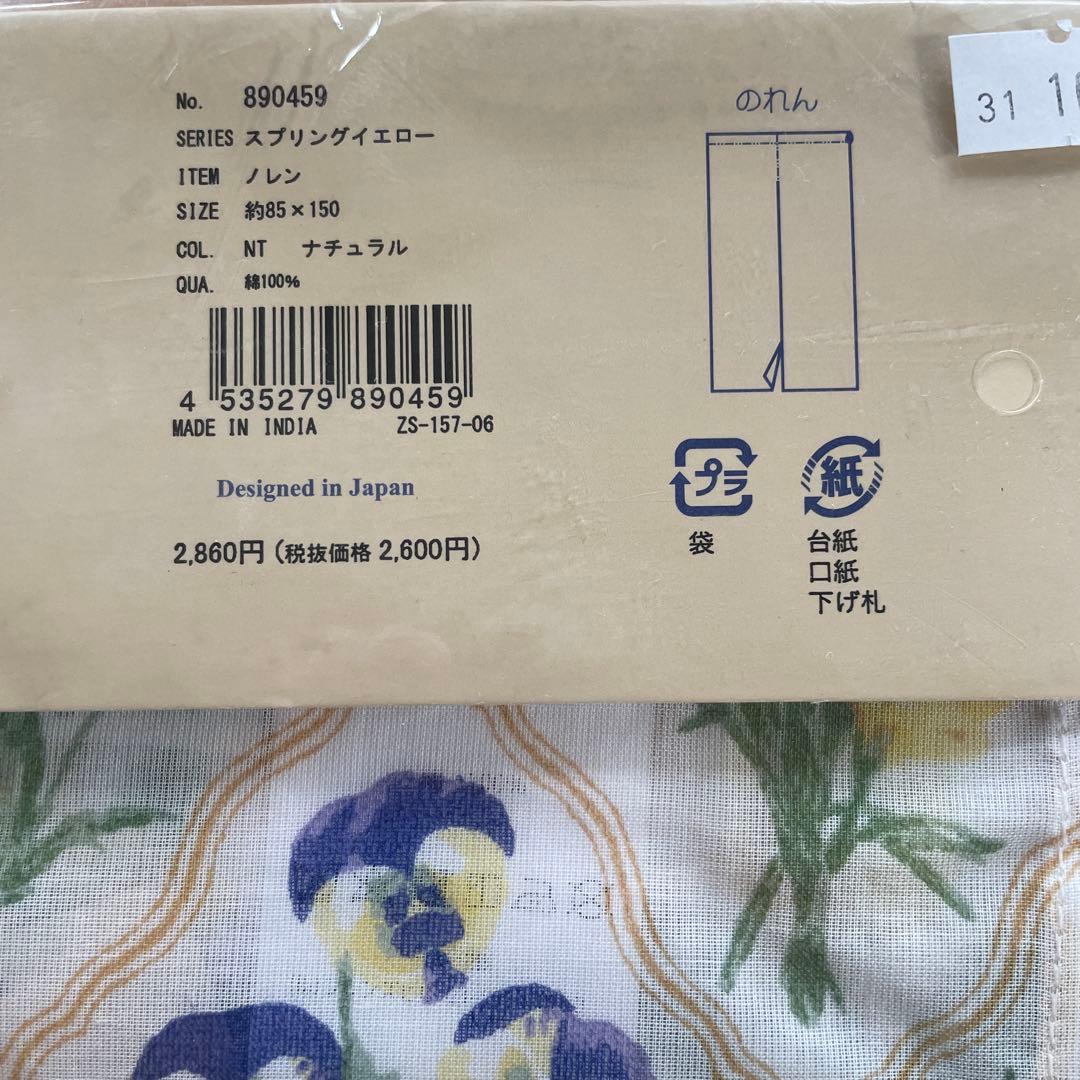 No. 890459
SERIES スプリングイエロー
ITEM ノレン
SIZE 約85×150
COL. NT ナチュラル
QUA. 綿100%
4 535279 890459
MADE IN INDIA ZS-157-06
Designed in Japan
2,860円（税抜価格 2,600円）
のれん
31
プラ
袋
紙
台紙
口紙
下げ札